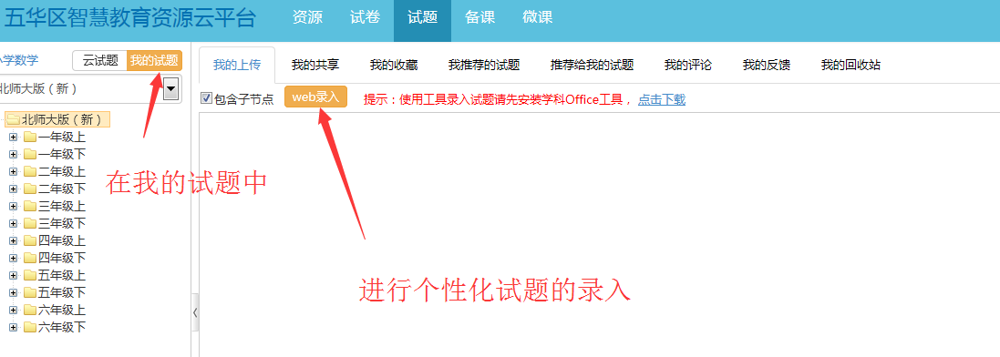 五华区智慧教育资源云平台
资源 试卷 试题 备课 微课
小学数学 云试题 我的试题
北师大版（新）
我的上传 我的共享 我的收藏 我推荐的试题 推荐给我的试题 我的评论 我的反馈 我的回收站
包含子节点 web录入 提示：使用工具录入试题请先安装学科Office工具， 点击下载
北师大版（新）
一年级上
一年级下
二年级上
二年级下
三年级上
三年级下
四年级上
四年级下
五年级上
五年级下
六年级上
六年级下
在我的试题中
进行个性化试题的录入